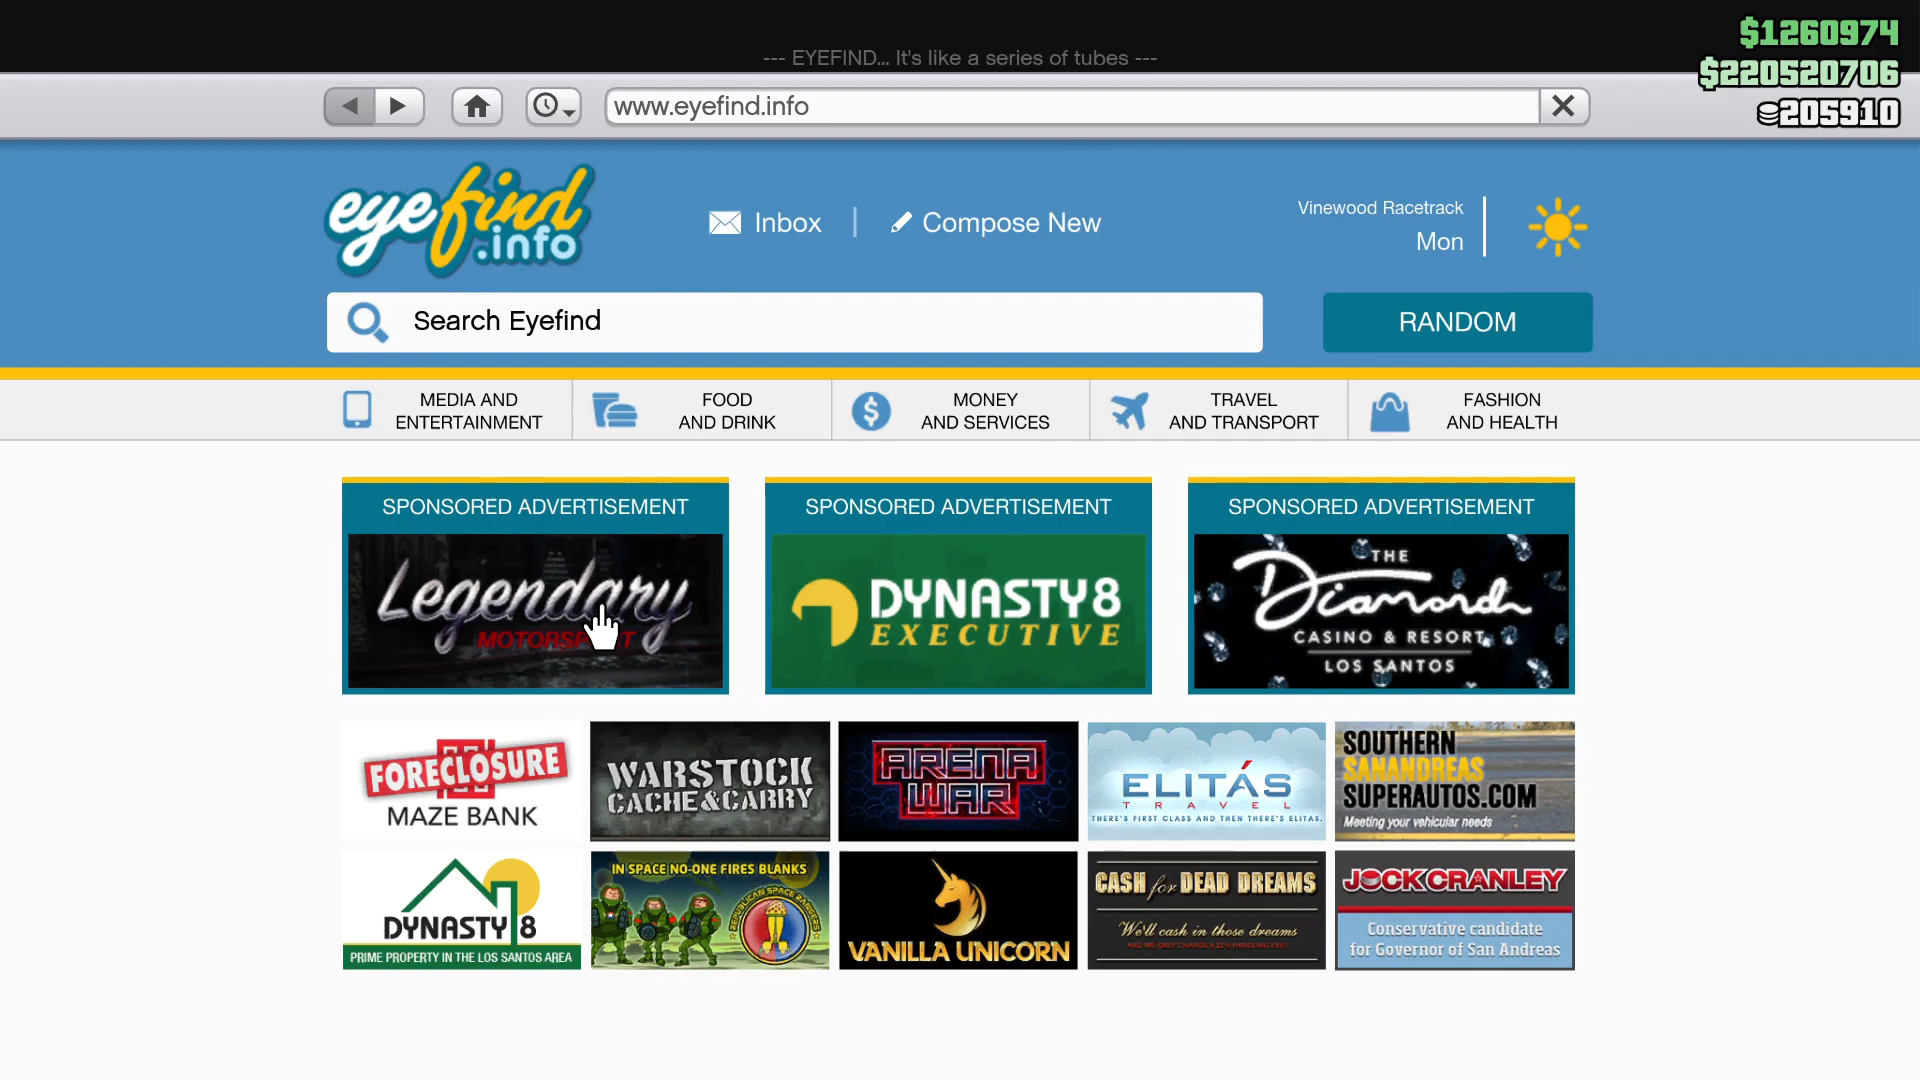 $1260974
--- EYEFIND... It's like a series of tubes ---
$220520706
www.eyefind.info
205910
eyefind
.info
Inbox
Compose New
Vinewood Racetrack
Mon
Search Eyefind
RANDOM
MEDIA AND
ENTERTAINMENT
FOOD
AND DRINK
MONEY
AND SERVICES
TRAVEL
AND TRANSPORT
FASHION
AND HEALTH
SPONSORED ADVERTISEMENT
Legendary
MOTORSPORT
SPONSORED ADVERTISEMENT
DYNASTY8
EXECUTIVE
SPONSORED ADVERTISEMENT
THE
Diamond
CASINO & RESORT
LOS SANTOS
FORECLOSURE
MAZE BANK
WARSTOCK
CACHE&CARRY
ARENA
WAR
ELITÁS
TRAVEL
THERE'S FIRST CLASS AND THEN THERE'S ELITAS.
SOUTHERN
SANANDREAS
SUPERAUTOS.COM
Meeting your vehicular needs
DYNASTY 8
PRIME PROPERTY IN THE LOS SANTOS AREA
IN SPACE NO-ONE FIRES BLANKS
REPUBLICAN SPACE RANGERS
VANILLA UNICORN
CASH for DEAD DREAMS
We'll cash in those dreams
AND WE ONLY CHARGE A 22% HANDLING FEE!
JOCK CRANLEY
Conservative candidate
for Governor of San Andreas